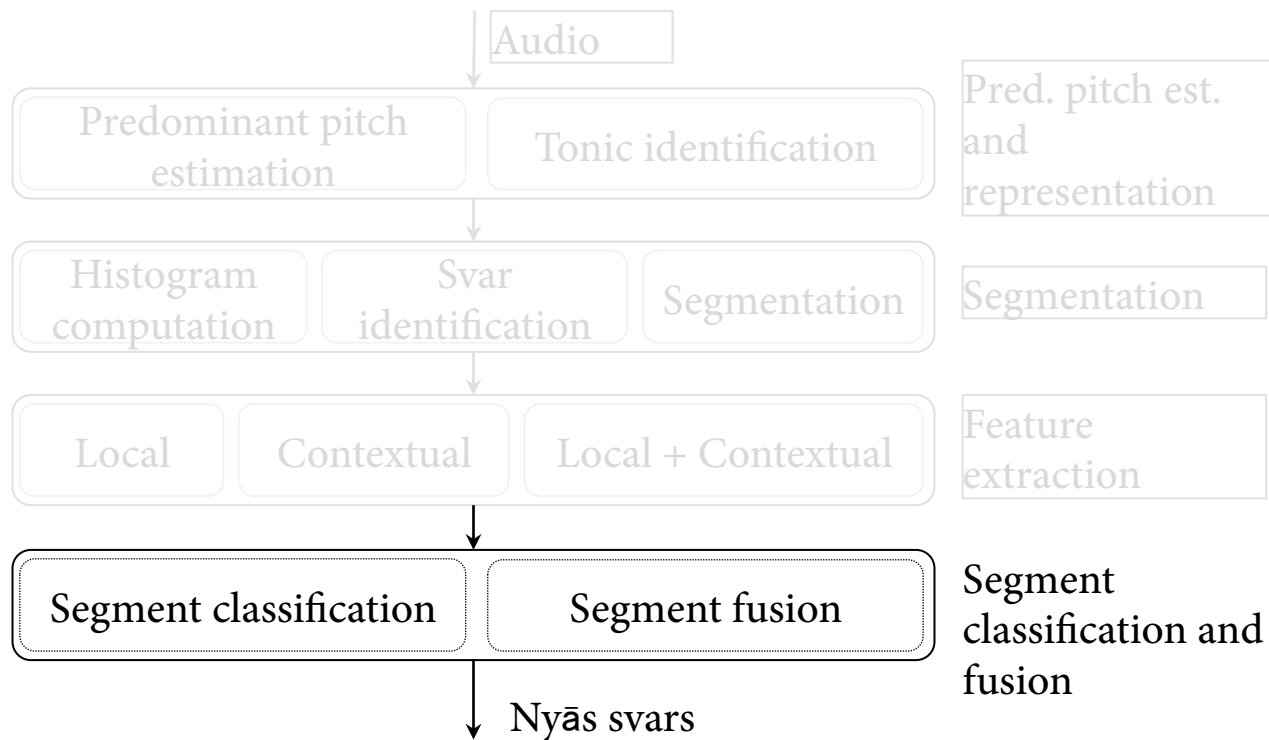 Audio
Predominant pitch
estimation
Tonic identification
Pred. pitch est.
and
representation
Histogram
computation
Svar
identification
Segmentation
Segmentation
Local
Contextual
Local + Contextual
Feature
extraction
Segment classification
Segment fusion
Segment
classification and
fusion
Nyās svars